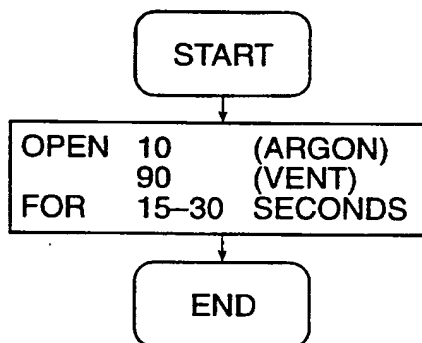 START
OPEN 10 (ARGON)
90 (VENT)
FOR 15–30 SECONDS
END